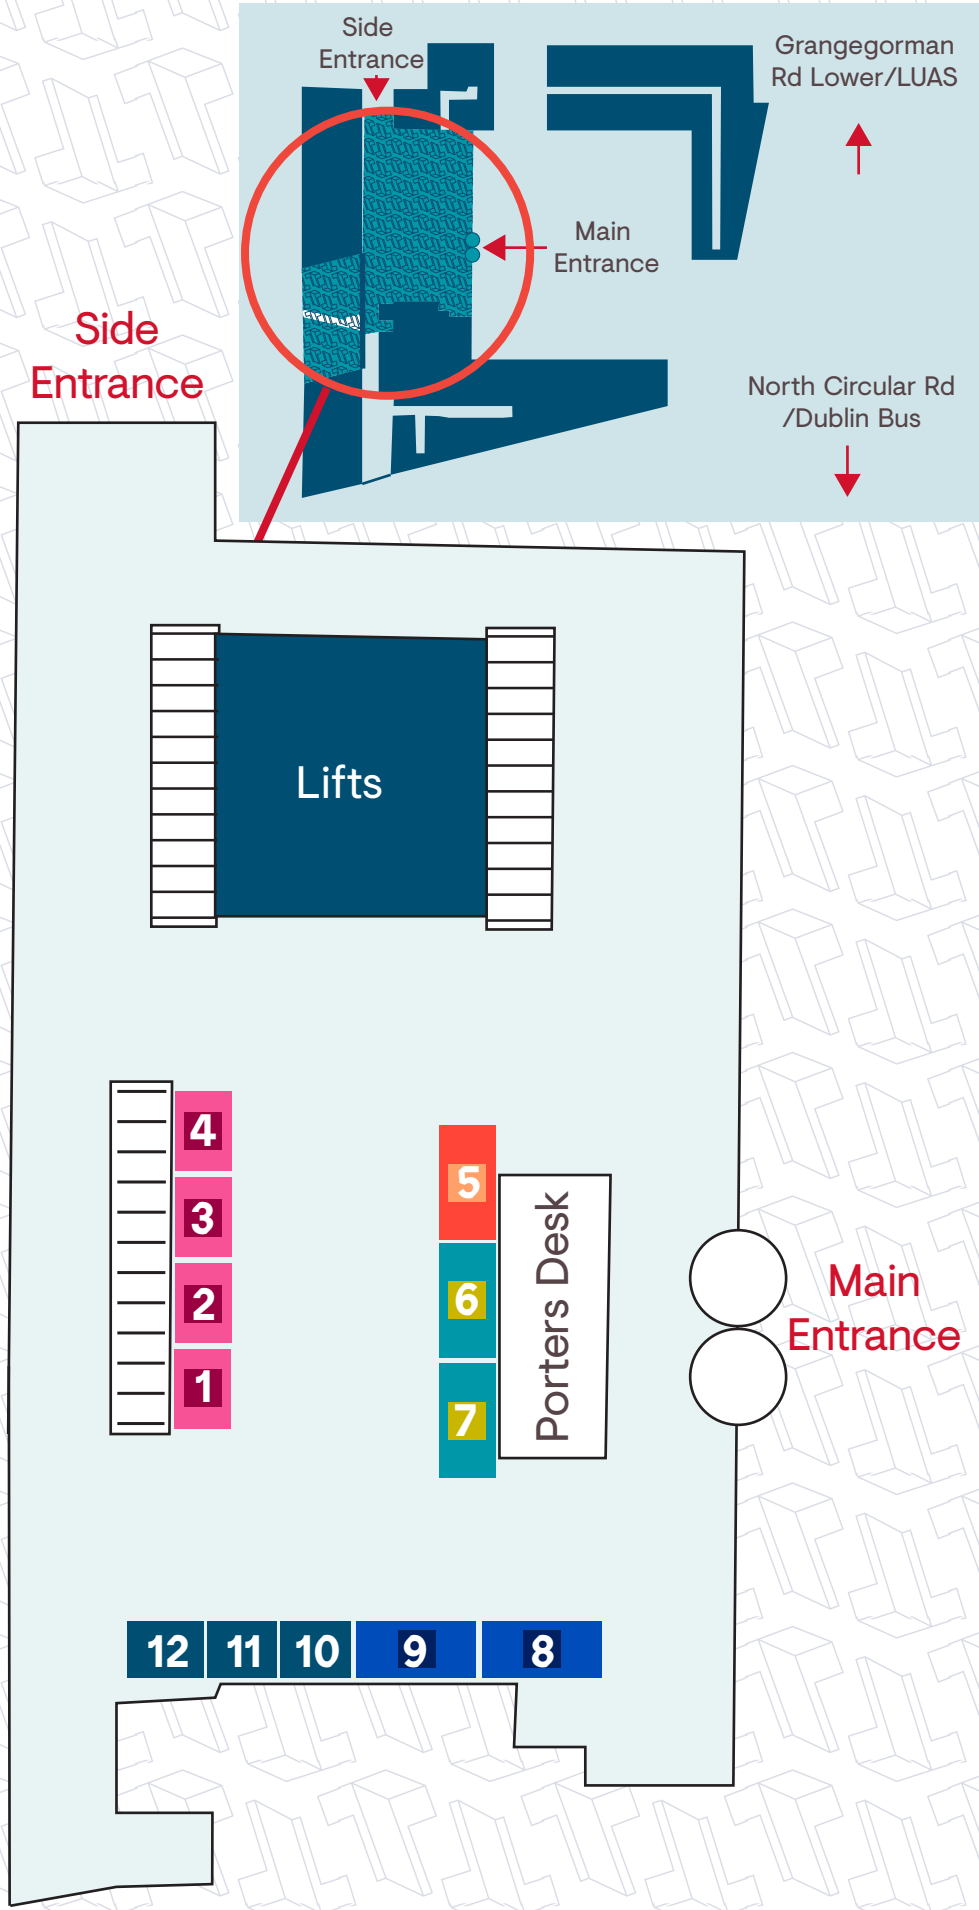 Side
Entrance
Grangegorman
Rd Lower/LUAS
Main
Entrance
North Circular Rd
/Dublin Bus
Side
Entrance
Lifts
4
3
2
1
5
6
7
Porters Desk
Main
Entrance
12
11
10
9
8